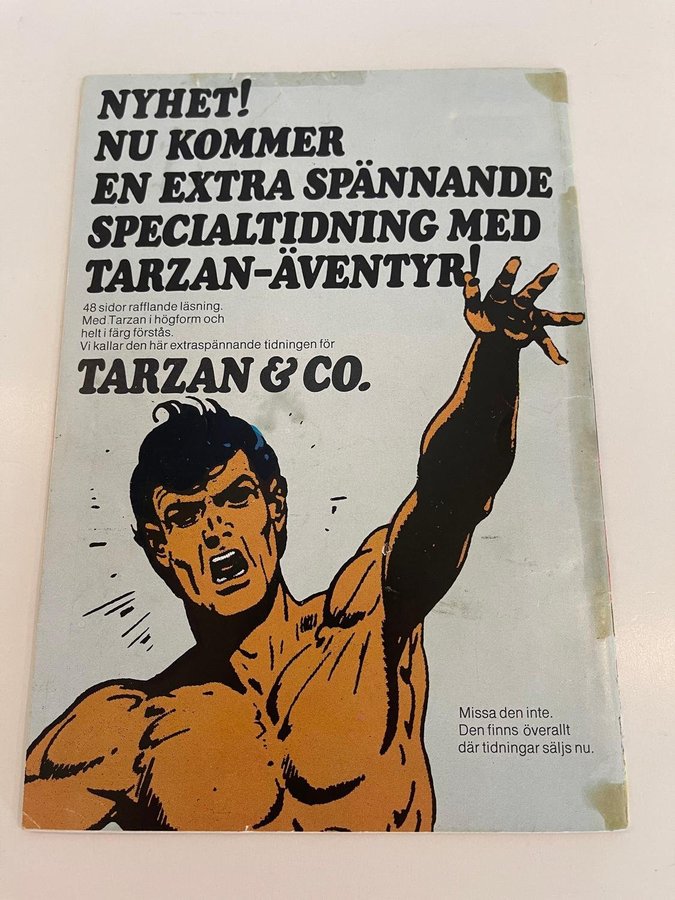 NYHET!
NU KOMMER
EN EXTRA SPÄNNANDE
SPECIALTIDNING MED
TARZAN-ÄVENTYR!
48 sidor rafflande läsning.
Med Tarzan i högform och
helt i färg förstås.
Vi kallar den här extraspännande tidningen för
TARZAN & CO.
Missa den inte.
Den finns överallt
där tidningar säljs nu.